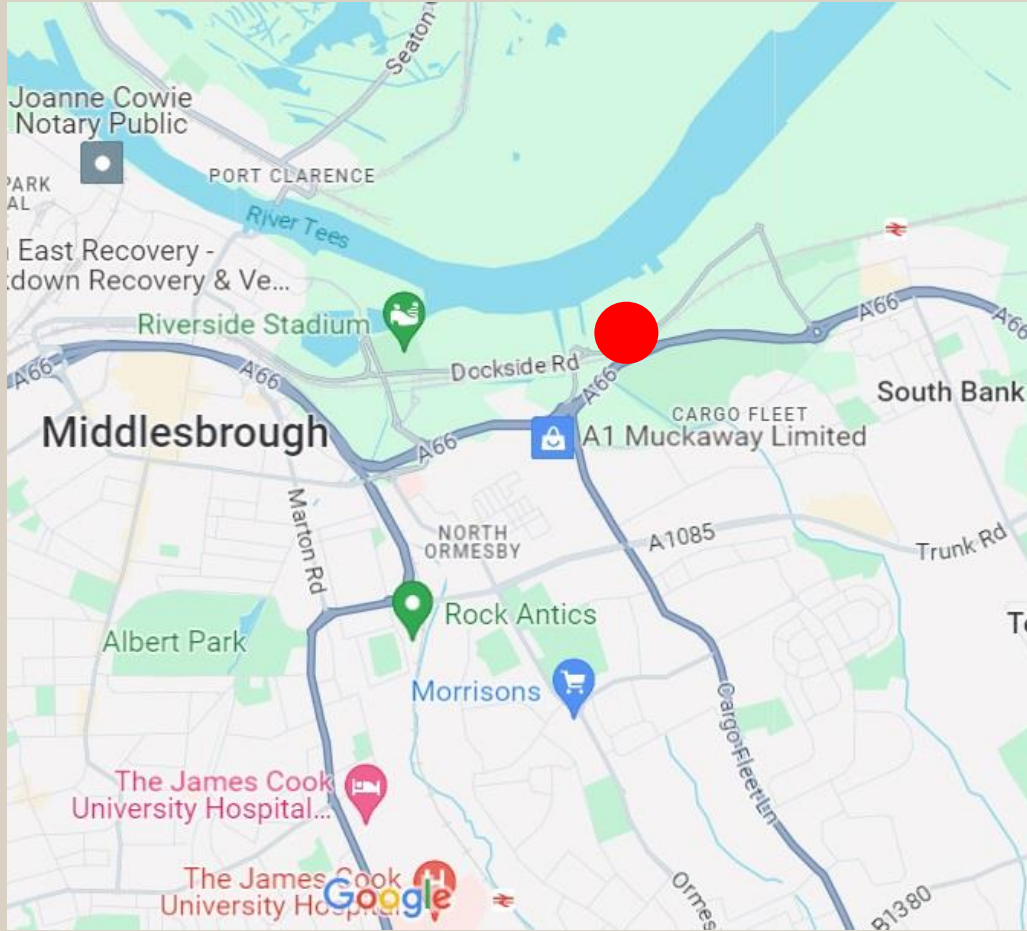 Seaton
Joanne Cowie
Notary Public
PORT CLARENCE
PARK
AL
River Tees
East Recovery -
down Recovery & Ve...
Riverside Stadium
Dockside Rd
A66
A66
A66
A66
A66
A66
South Bank
CARGO FLEET
A1 Muckaway Limited
Middlesbrough
Marton Rd
NORTH
ORMESBY
A1085
Trunk Rd
Rock Antics
Te
Albert Park
Morrisons
Cargo Fleet Ln
The James Cook
University Hospital...
The James Cook
University Hospital
Google
Ormes
B1380